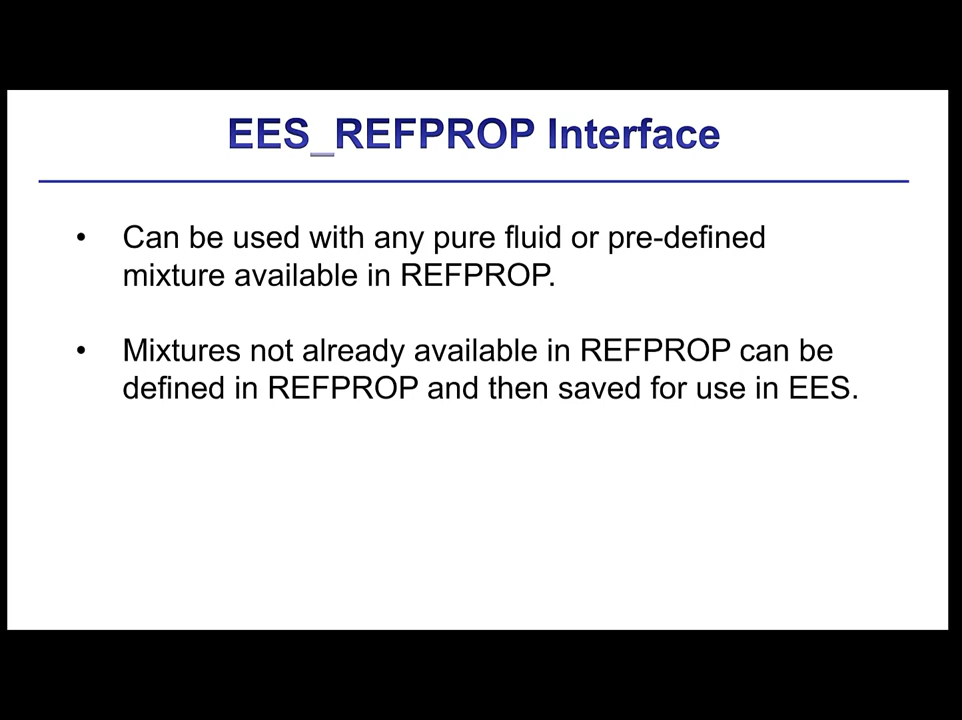 EES_REFPROP Interface
• Can be used with any pure fluid or pre-defined
mixture available in REFPROP.
• Mixtures not already available in REFPROP can be
defined in REFPROP and then saved for use in EES.